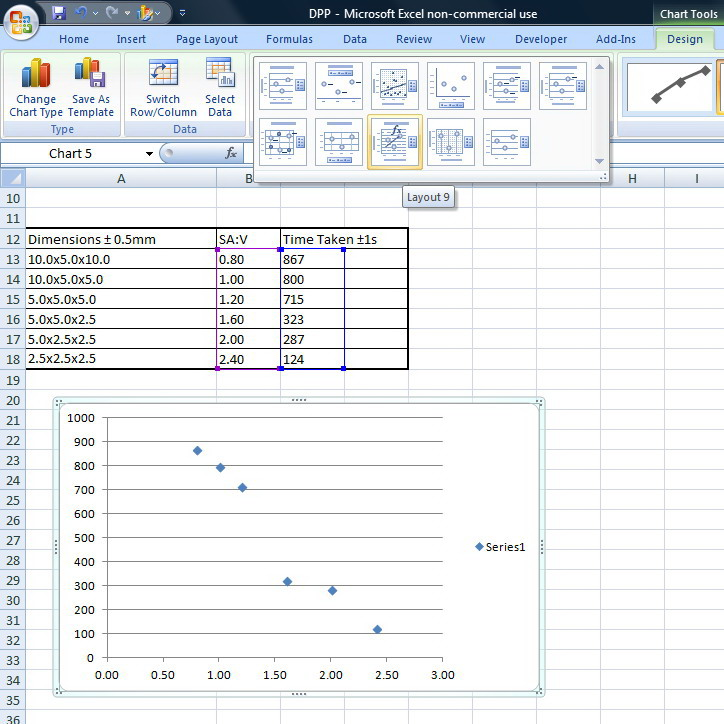 DPP - Microsoft Excel non-commercial use
Chart Tools
Home Insert Page Layout Formulas Data Review View Developer Add-Ins Design
Change Chart Type
Save As Template
Switch Row/Column
Select Data
Type
Data
Chart 5
fx
Layout 9
A B H I
10
11
12 Dimensions ± 0.5mm SA:V Time Taken ±1s
13 10.0x5.0x10.0 0.80 867
14 10.0x5.0x5.0 1.00 800
15 5.0x5.0x5.0 1.20 715
16 5.0x5.0x2.5 1.60 323
17 5.0x2.5x2.5 2.00 287
18 2.5x2.5x2.5 2.40 124
19
20
21
22
23
24
25
26
27
28
29
30
31
32
33
34
35
36
1000
900
800
700
600
500
400
300
200
100
0
0.00 0.50 1.00 1.50 2.00 2.50 3.00
Series1